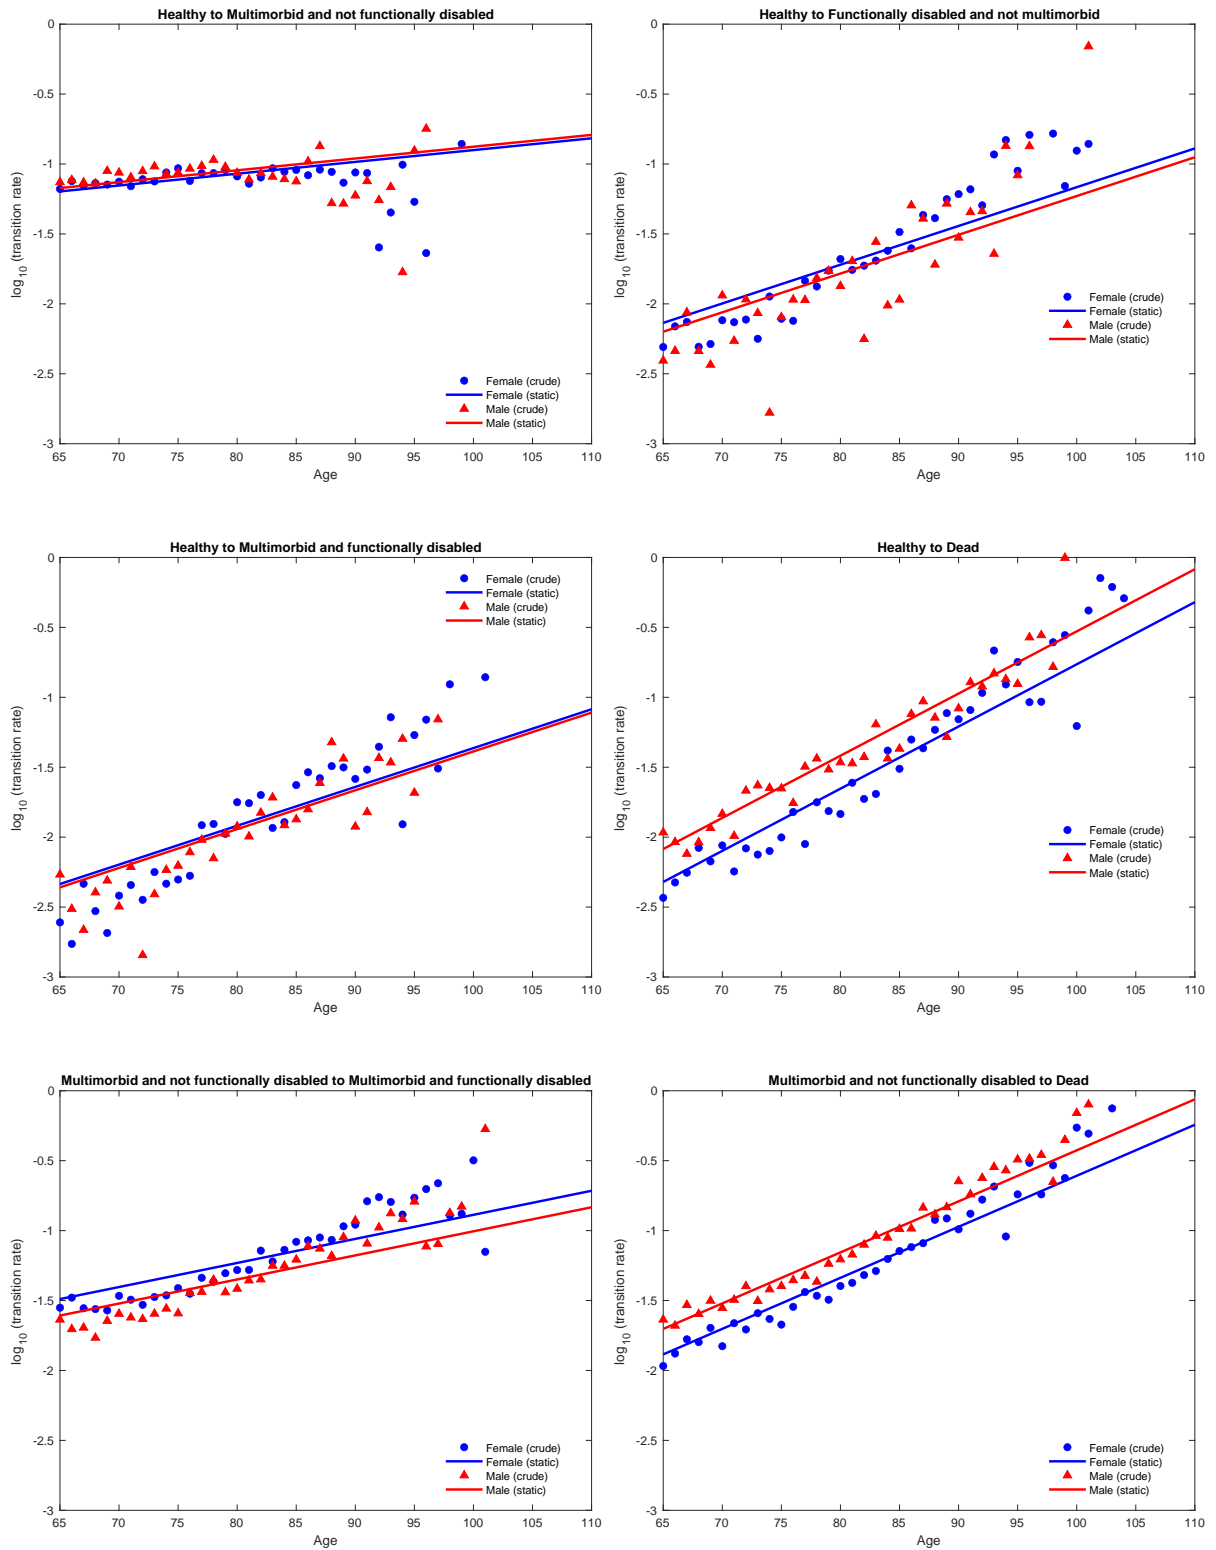 Healthy to Multimorbid and not functionally disabled
0
-0.5
-1
-1.5
-2
-2.5
-3
log10 (transition rate)
65 70 75 80 85 90 95 100 105 110
Age
Female (crude)
Female (static)
Male (crude)
Male (static)
Healthy to Functionally disabled and not multimorbid
0
-0.5
-1
-1.5
-2
-2.5
-3
log10 (transition rate)
65 70 75 80 85 90 95 100 105 110
Age
Female (crude)
Female (static)
Male (crude)
Male (static)
Healthy to Multimorbid and functionally disabled
0
-0.5
-1
-1.5
-2
-2.5
-3
log10 (transition rate)
65 70 75 80 85 90 95 100 105 110
Age
Female (crude)
Female (static)
Male (crude)
Male (static)
Healthy to Dead
0
-0.5
-1
-1.5
-2
-2.5
-3
log10 (transition rate)
65 70 75 80 85 90 95 100 105 110
Age
Female (crude)
Female (static)
Male (crude)
Male (static)
Multimorbid and not functionally disabled to Multimorbid and functionally disabled
0
-0.5
-1
-1.5
-2
-2.5
-3
log10 (transition rate)
65 70 75 80 85 90 95 100 105 110
Age
Female (crude)
Female (static)
Male (crude)
Male (static)
Multimorbid and not functionally disabled to Dead
0
-0.5
-1
-1.5
-2
-2.5
-3
log10 (transition rate)
65 70 75 80 85 90 95 100 105 110
Age
Female (crude)
Female (static)
Male (crude)
Male (static)